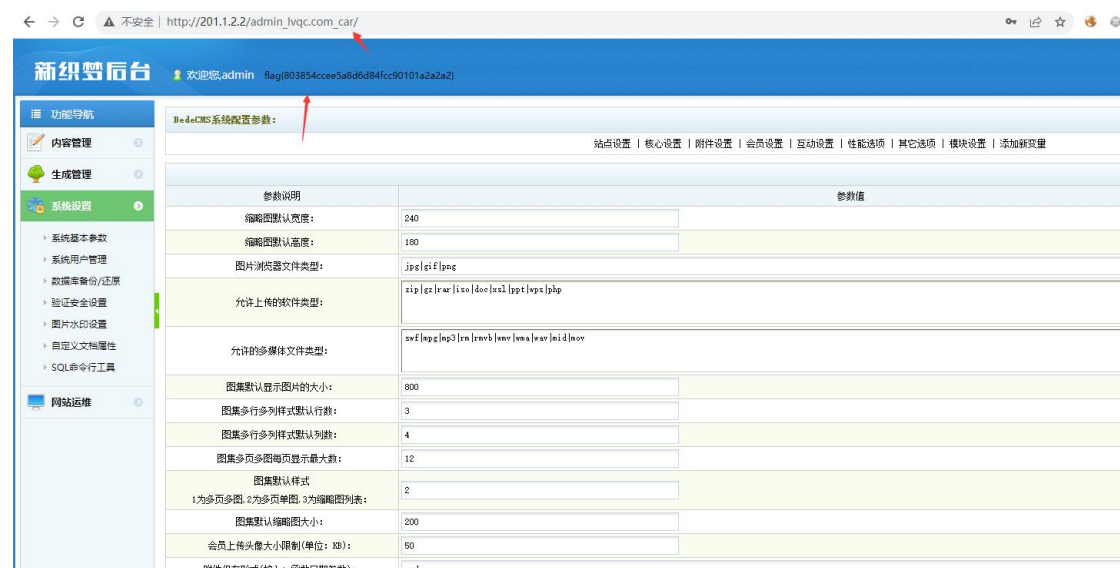 不安全 | http://201.1.2.2/admin_lvqc.com_car/
新织梦后台
欢迎您,admin flag{803854ccee5a8d6d84fcc90101a2a2a2}
功能导航
内容管理
生成管理
系统设置
系统基本参数
系统用户管理
数据库备份/还原
验证安全设置
图片水印设置
自定义文档属性
SQL命令行工具
网站运维
DedeCMS系统配置参数:
站点设置 | 核心设置 | 附件设置 | 会员设置 | 互动设置 | 性能选项 | 其它选项 | 模块设置 | 添加新变量
参数说明 参数值
缩略图默认宽度: 240
缩略图默认高度: 180
图片浏览器文件类型: jpg|gif|png
允许上传的软件类型: zip|gz|rar|iso|doc|xsl|ppt|wps|php
允许的多媒体文件类型: swf|mpg|mp3|rm|rmvb|wmv|wma|wav|mid|mov
图集默认显示图片的大小: 800
图集多行多列样式默认行数: 3
图集多行多列样式默认列数: 4
图集多页多图每页显示最大数: 12
图集默认样式
1为多页多图,2为多页单图,3为缩略图列表: 2
图集默认缩略图大小: 200
会员上传头像大小限制(单位: KB): 50